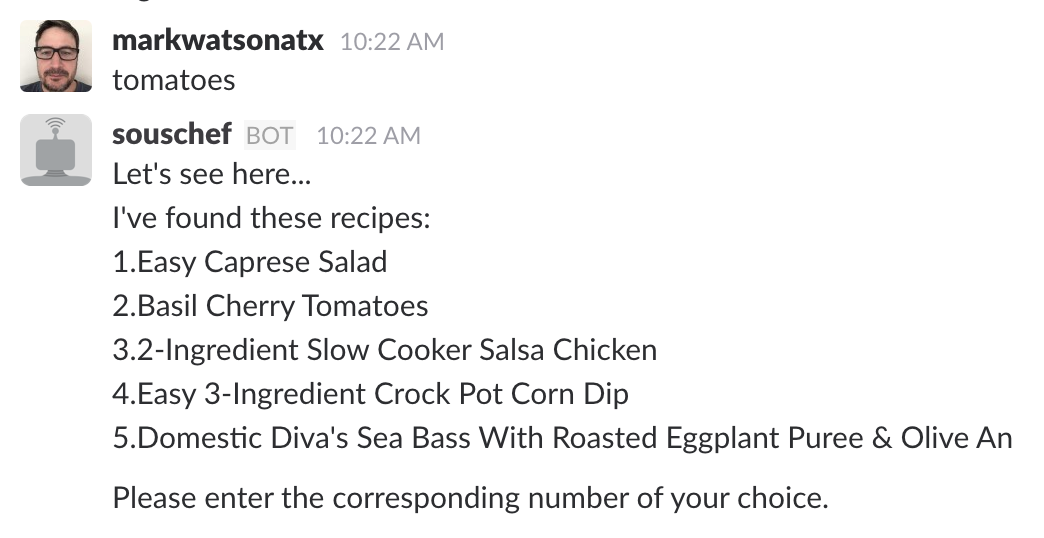 markwatsonatx 10:22 AM
tomatoes
souschef BOT 10:22 AM
Let's see here...
I've found these recipes:
1.Easy Caprese Salad
2.Basil Cherry Tomatoes
3.2-Ingredient Slow Cooker Salsa Chicken
4.Easy 3-Ingredient Crock Pot Corn Dip
5.Domestic Diva's Sea Bass With Roasted Eggplant Puree & Olive An
Please enter the corresponding number of your choice.